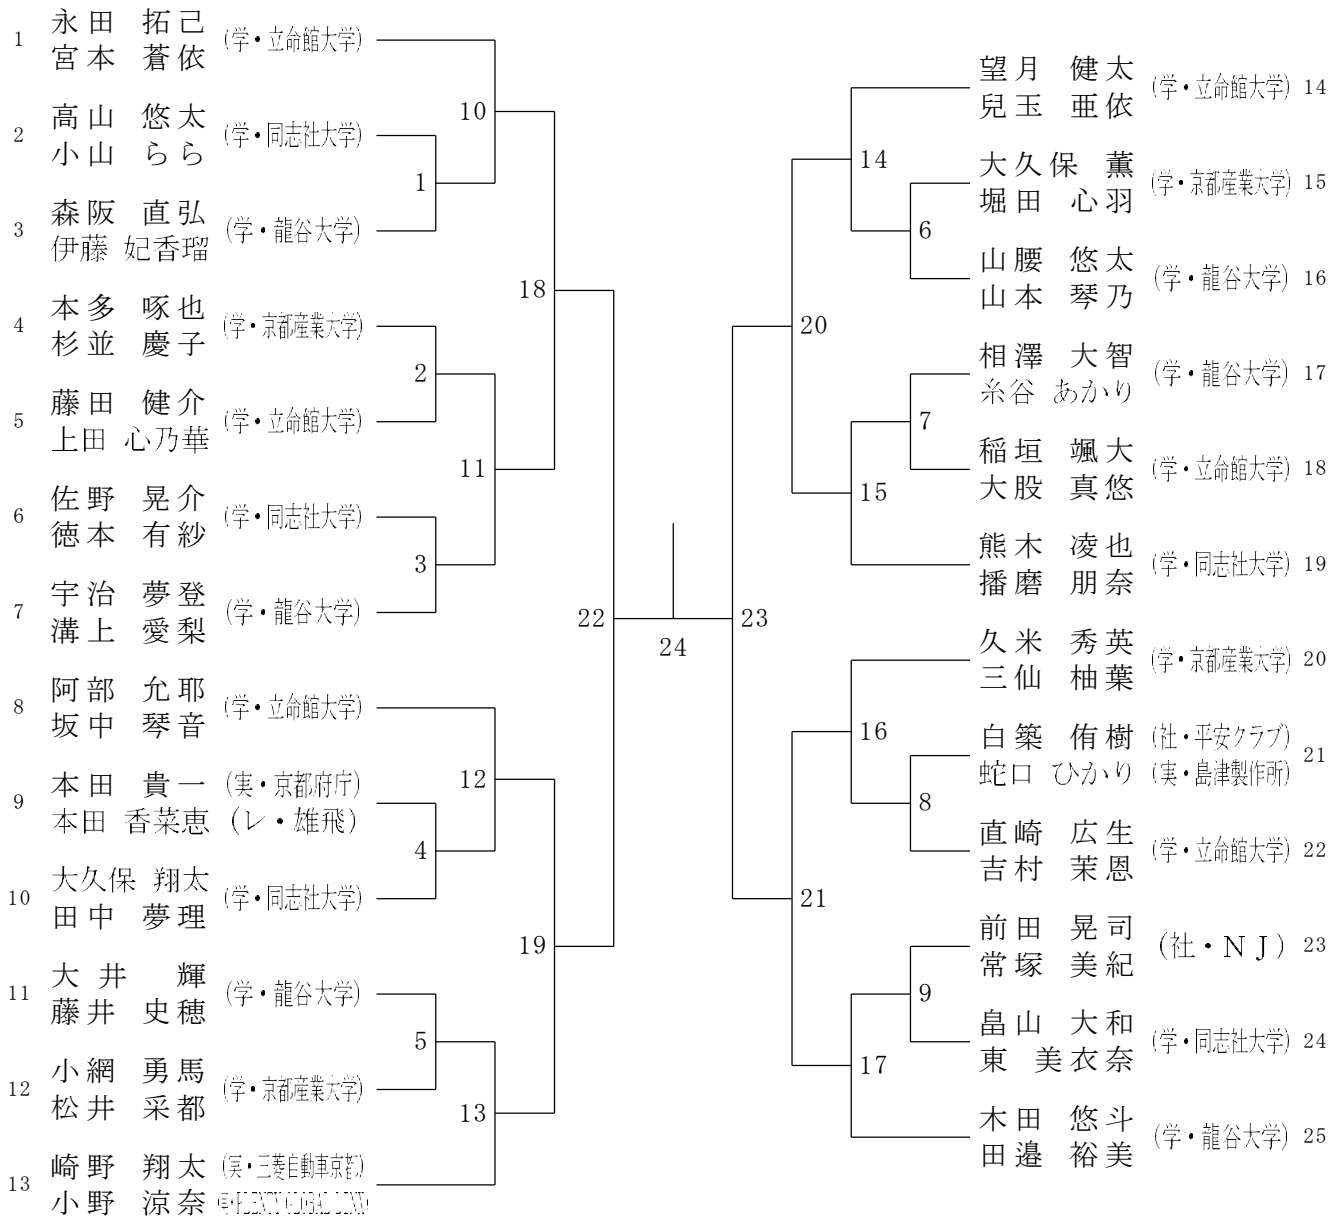 1 永田 拓己 (学・立命館大学)
宮本 蒼依
2 高山 悠太 (学・同志社大学)
小山 らら
3 森阪 直弘 (学・龍谷大学)
伊藤 妃香瑠
4 本多 啄也 (学・京都産業大学)
杉並 慶子
5 藤田 健介 (学・立命館大学)
上田 心乃華
6 佐野 晃介 (学・同志社大学)
徳本 有紗
7 宇治 夢登 (学・龍谷大学)
溝上 愛梨
8 阿部 允耶 (学・立命館大学)
坂中 琴音
9 本田 貴一 (実・京都府庁)
本田 香菜恵 (レ・雄飛)
10 大久保 翔太 (学・同志社大学)
田中 夢理
11 大井 輝 (学・龍谷大学)
藤井 史穂
12 小網 勇馬 (学・京都産業大学)
松井 采都
13 崎野 翔太 (実・三菱自動車京都)
小野 涼奈
10
1
18
2
11
3
22
12
4
19
5
13
24
23
14
6
20
7
15
16
8
21
9
17
望月 健太 (学・立命館大学) 14
兒玉 亜依
大久保 薫 (学・京都産業大学) 15
堀田 心羽
山腰 悠太 (学・龍谷大学) 16
山本 琴乃
相澤 大智 (学・龍谷大学) 17
糸谷 あかり
稲垣 颯大 (学・立命館大学) 18
大股 真悠
熊木 凌也 (学・同志社大学) 19
播磨 朋奈
久米 秀英 (学・京都産業大学) 20
三仙 柚葉
白築 侑樹 (社・平安クラブ) 21
蛇口 ひかり (実・島津製作所)
直崎 広生 (学・立命館大学) 22
吉村 茉恩
前田 晃司 (社・NJ) 23
常塚 美紀
畠山 大和 (学・同志社大学) 24
東 美衣奈
木田 悠斗 (学・龍谷大学) 25
田邉 裕美